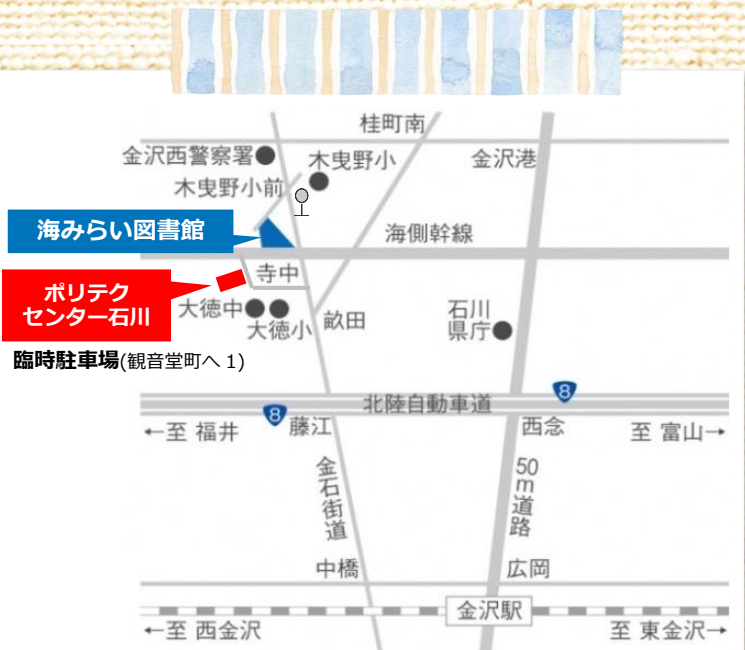 桂町南
金沢西警察署
木曳野小
金沢港
木曳野小前
海みらい図書館
海側幹線
寺中
ポリテク
センター石川
大徳中
大徳小
畝田
石川
県庁
臨時駐車場(観音堂町へ 1)
8
北陸自動車道
8
←至 福井
藤江
西念
至 富山→
金石街道
50m道路
中橋
広岡
金沢駅
←至 西金沢
至 東金沢→